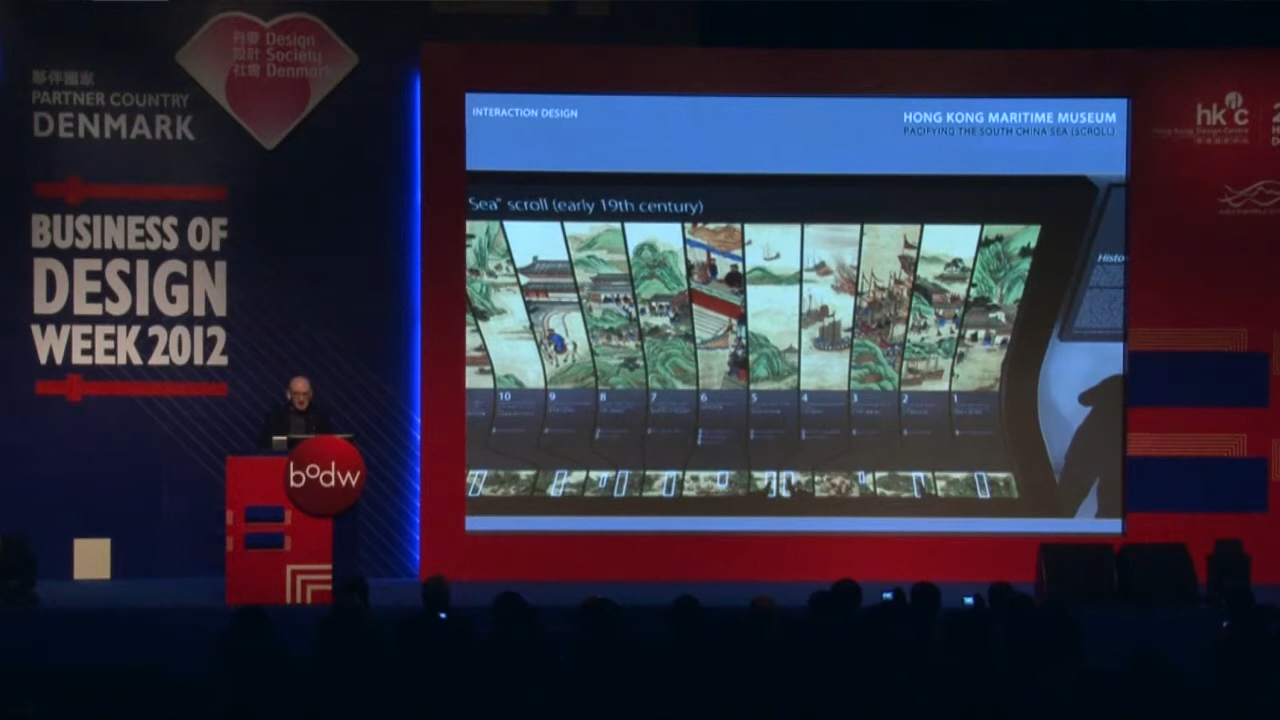 丹麥 Design
設計 Society
社會 Denmark
夥伴國家
PARTNER COUNTRY
DENMARK
BUSINESS OF
DESIGN
WEEK 2012
bodw
INTERACTION DESIGN
HONG KONG MARITIME MUSEUM
PACIFYING THE SOUTH CHINA SEA (SCROLL)
Sea" scroll (early 19th century)
Histo
10 9 8 7 6 5 4 3 2 1
hk c
Hong Kong Design Centre